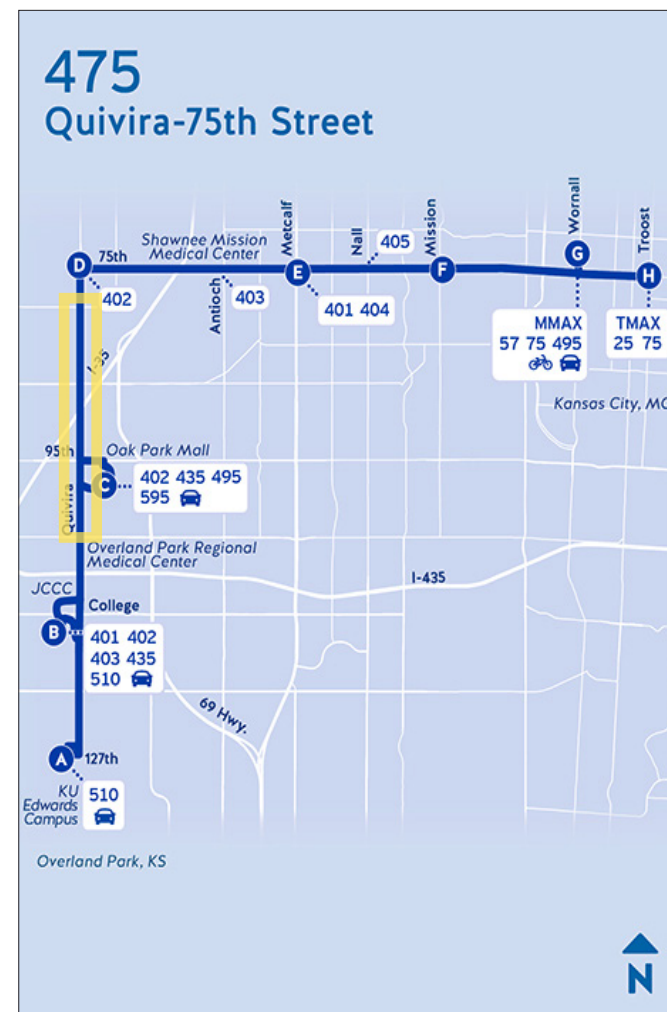 475
Quivira-75th Street
Shawnee Mission
Medical Center
75th
D
402
Antioch
403
Metcalf
E
401 404
Nall
405
Mission
F
Wornall
G
MMAX
57 75 495
Troost
H
TMAX
25 75
Kansas City, MO
I-35
95th
Oak Park Mall
C
402 435 495
595
Quivira
Overland Park Regional
Medical Center
I-435
JCCC
College
B
401 402
403 435
510
69 Hwy.
A
127th
KU
Edwards
Campus
510
Overland Park, KS
N